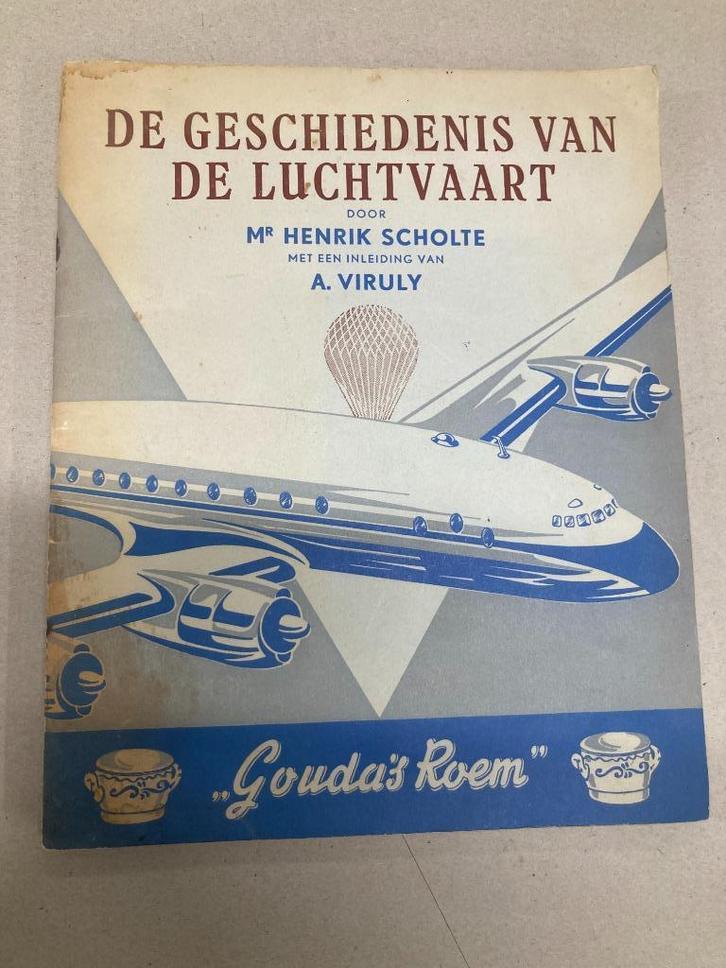 DE GESCHIEDENIS VAN
DE LUCHTVAART
DOOR
MR HENRIK SCHOLTE
MET EEN INLEIDING VAN
A. VIRULY
„Gouda's Roem”